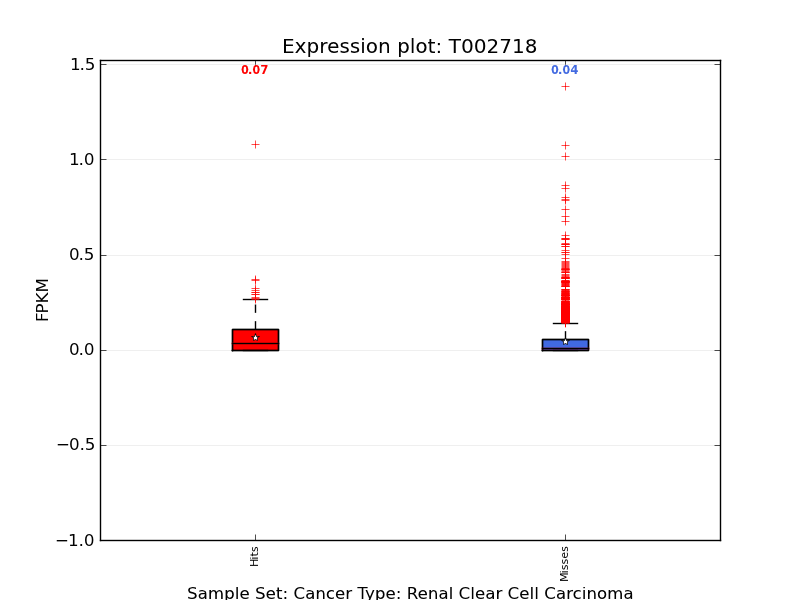 Expression plot: T002718
1.5
0.07
0.04
1.0
0.5
FPKM
0.0
−0.5
−1.0
Hits
Misses
Sample Set: Cancer Type: Renal Clear Cell Carcinoma